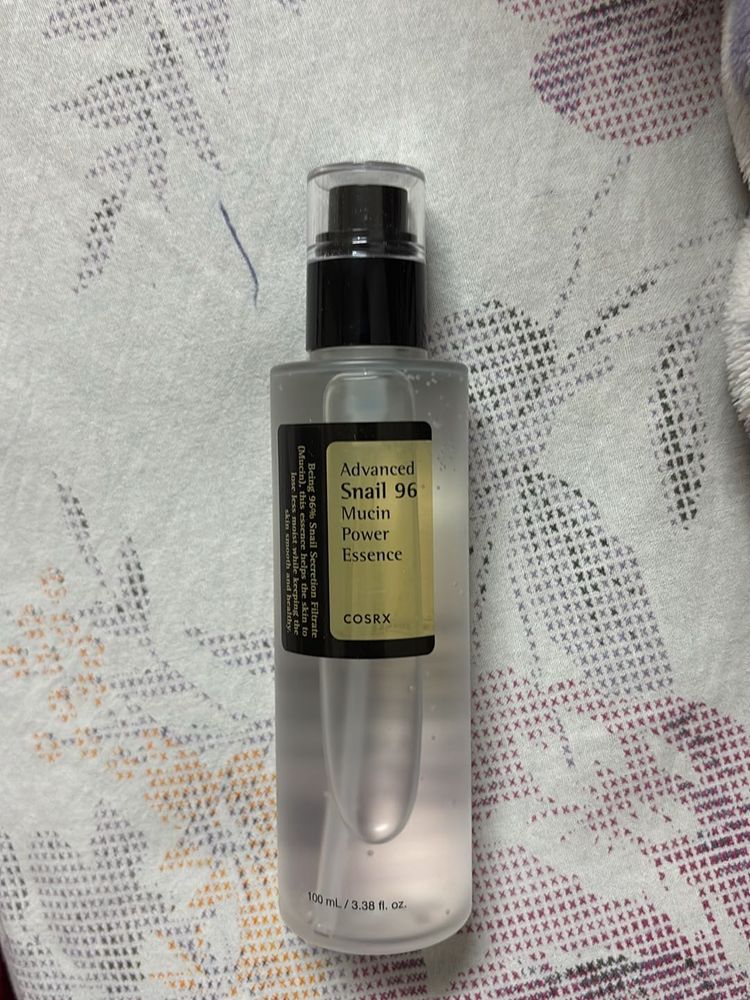 Advanced
Snail 96
Mucin
Power
Essence
COSRX
Being 96% Snail Secretion Filtrate
(Mucin), this essence helps the skin to
lose less moist while keeping the
skin smooth and healthy.
100 mL / 3.38 fl. oz.